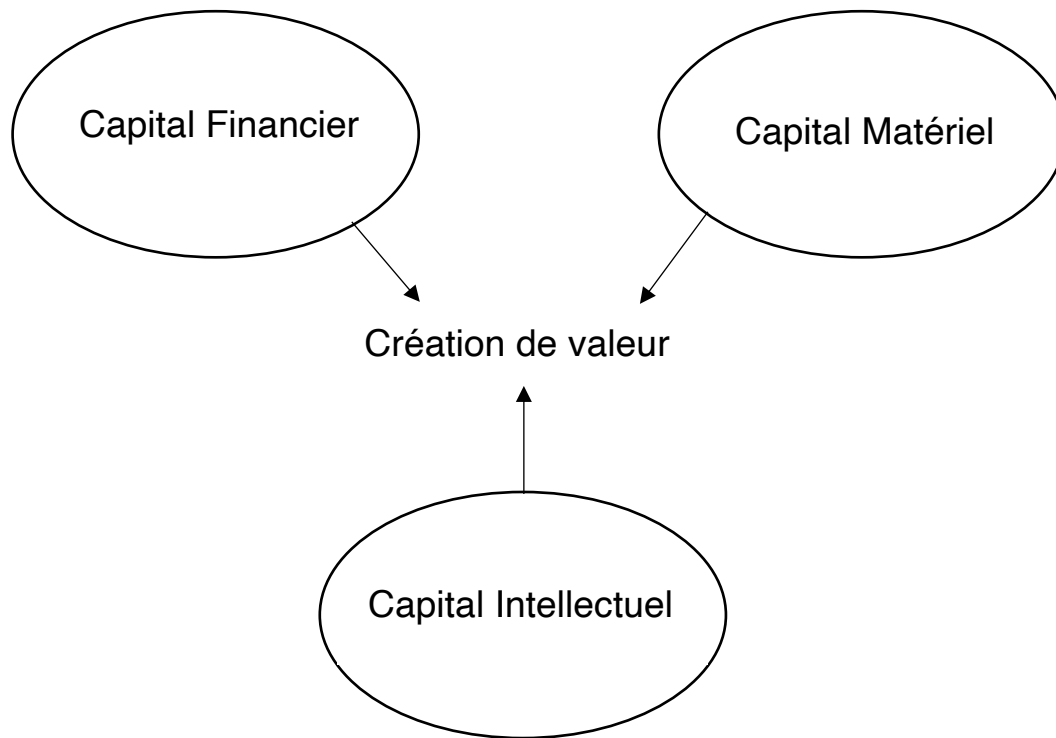 Capital Financier
Capital Matériel
Création de valeur
Capital Intellectuel